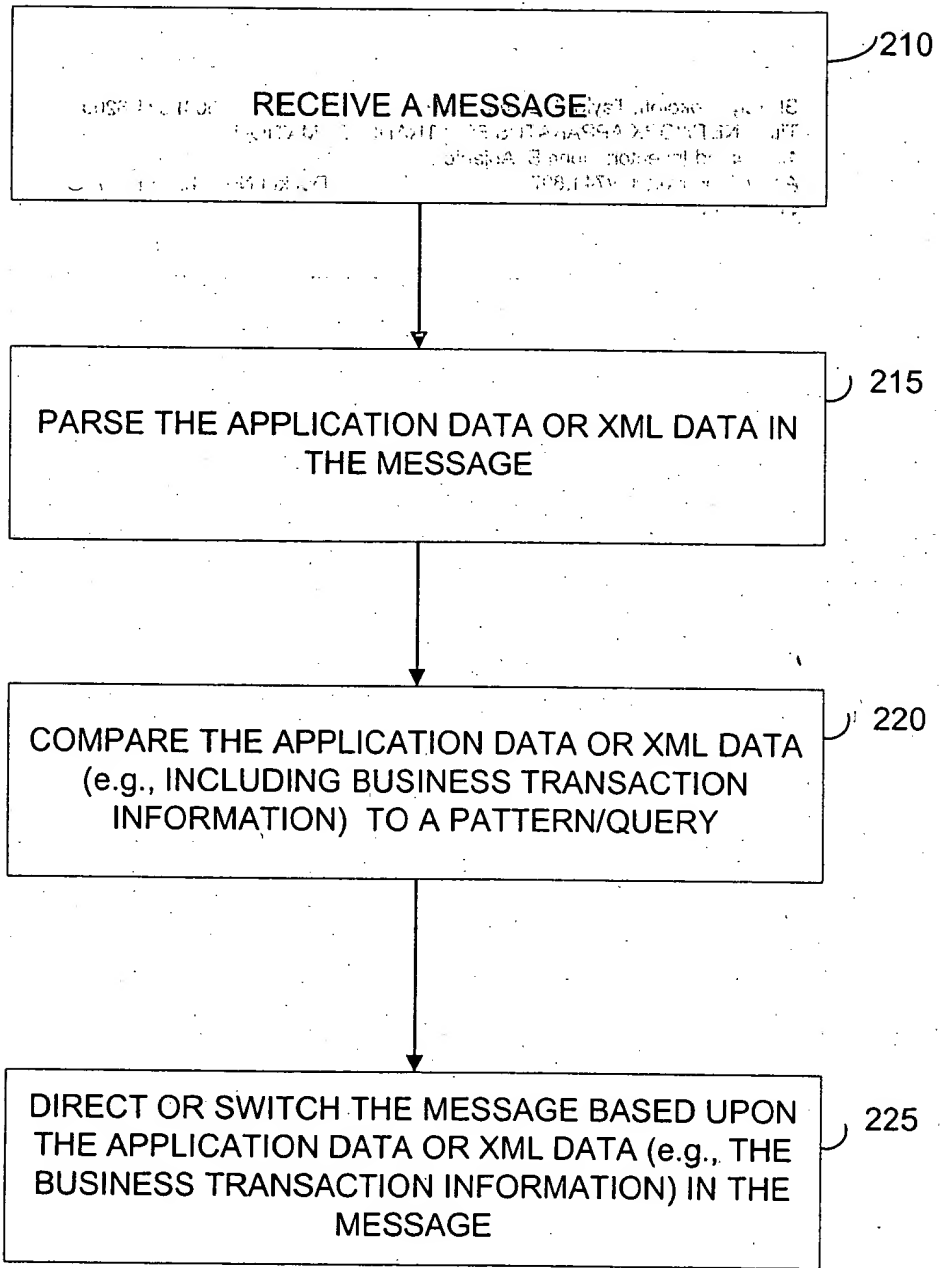 210
RECEIVE A MESSAGE
215
PARSE THE APPLICATION DATA OR XML DATA IN
THE MESSAGE
220
COMPARE THE APPLICATION DATA OR XML DATA
(e.g., INCLUDING BUSINESS TRANSACTION
INFORMATION) TO A PATTERN/QUERY
225
DIRECT OR SWITCH THE MESSAGE BASED UPON
THE APPLICATION DATA OR XML DATA (e.g., THE
BUSINESS TRANSACTION INFORMATION) IN THE
MESSAGE